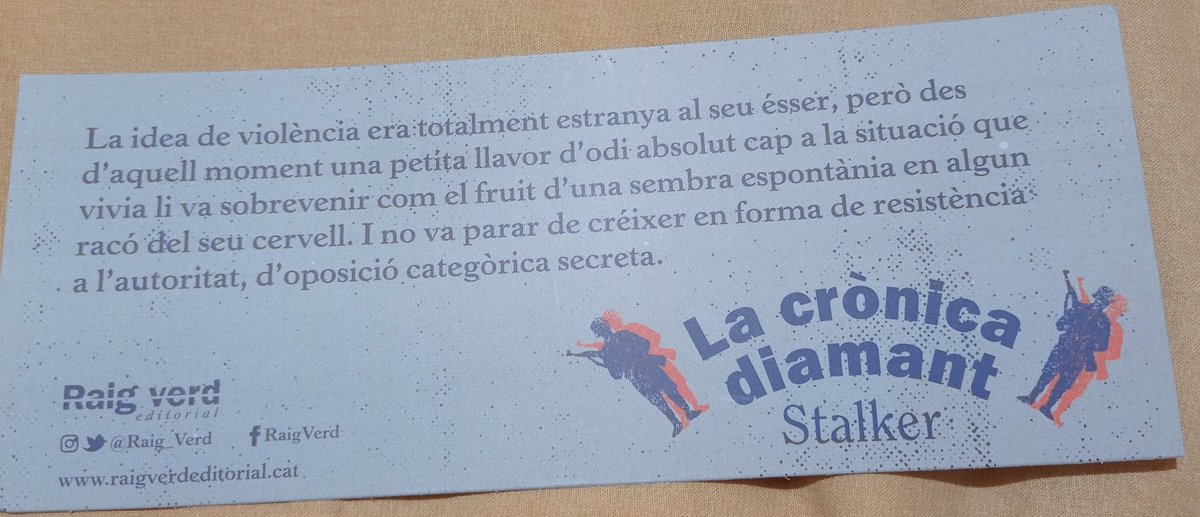 La idea de violència era totalment estranya al seu ésser, però des
d'aquell moment una petita llavor d'odi absolut cap a la situació que
vivia li va sobrevenir com el fruit d'una sembra espontània en algun
racó del seu cervell. I no va parar de créixer en forma de resistència
a l'autoritat, d'oposició categòrica secreta.
La crònica
diamant
Stalker
Raig verd
editorial
@Raig_Verd
RaigVerd
www.raigverdeditorial.cat